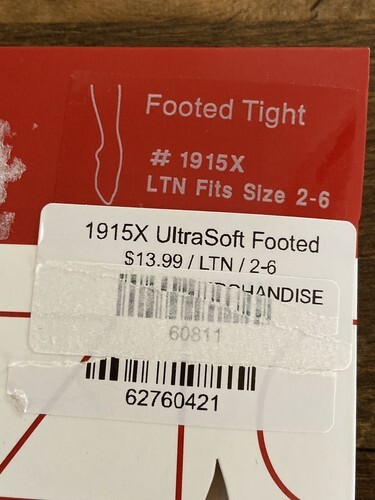 Footed Tight
# 1915X
LTN Fits Size 2-6
1915X UltraSoft Footed
$13.99 / LTN / 2-6
60811
62760421